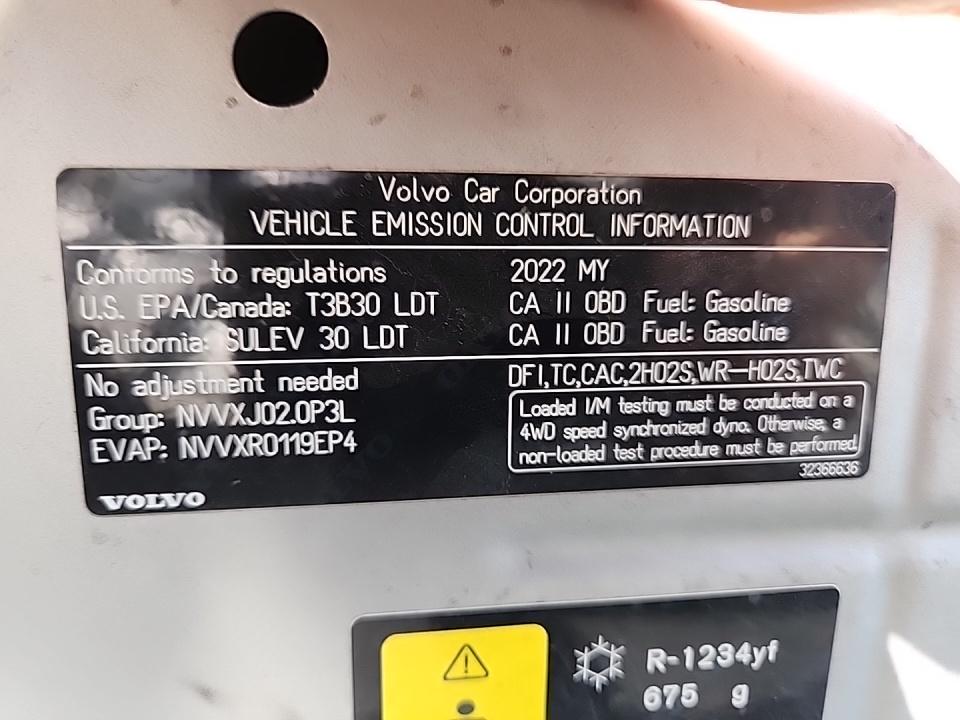 Volvo Car Corporation
VEHICLE EMISSION CONTROL INFORMATION
Conforms to regulations 2022 MY
U.S. EPA/Canada: T3B30 LDT CA II OBD Fuel: Gasoline
California: SULEV 30 LDT CA II OBD Fuel: Gasoline
No adjustment needed DFI,TC,CAC,2HO2S,WR-HO2S,TWC
Group: NVVXJ02.0P3L
EVAP: NVVXR0119EP4
Loaded I/M testing must be conducted on a
4WD speed synchronized dyno. Otherwise, a
non-loaded test procedure must be performed.
32366636
VOLVO
R-1234yf
675 g